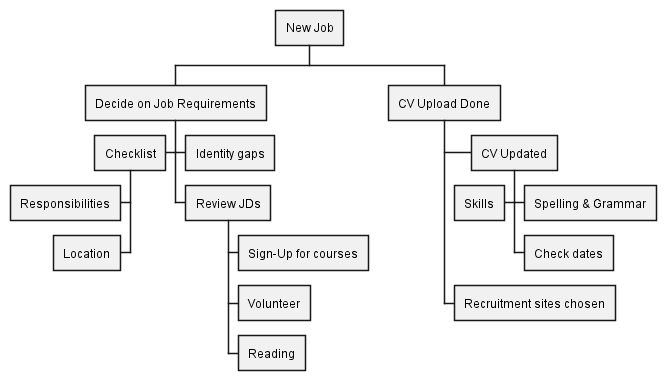 New Job
Decide on Job Requirements
CV Upload Done
Checklist
Identity gaps
CV Updated
Responsibilities
Review JDs
Skills
Spelling & Grammar
Location
Sign-Up for courses
Check dates
Volunteer
Recruitment sites chosen
Reading